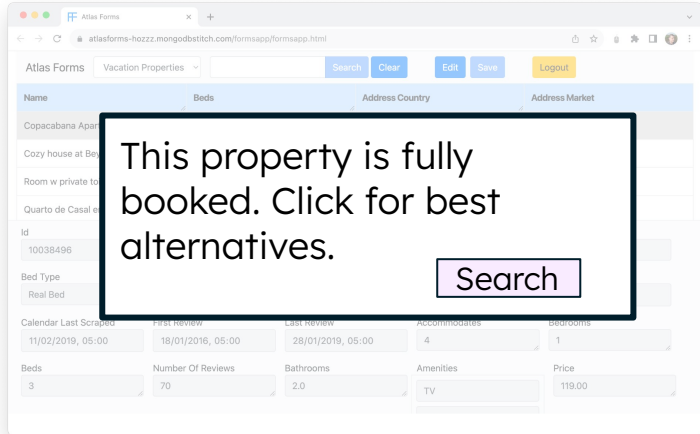 Atlas Forms
atlasforms-hozzz.mongodbstitch.com/formsapp/formsapp.html
Atlas Forms Vacation Properties Search Clear Edit Save Logout
Name Beds Address Country Address Market
Copacabana Apar
Cozy house at Bey
Room w private to
Quarto de Casal e
This property is fully
booked. Click for best
alternatives.
Search
Id
10038496
Bed Type
Real Bed
Calendar Last Scraped First Review Last Review Accommodates Bedrooms
11/02/2019, 05:00 18/01/2016, 05:00 28/01/2019, 05:00 4 1
Beds Number Of Reviews Bathrooms Amenities Price
3 70 2.0 TV 119.00